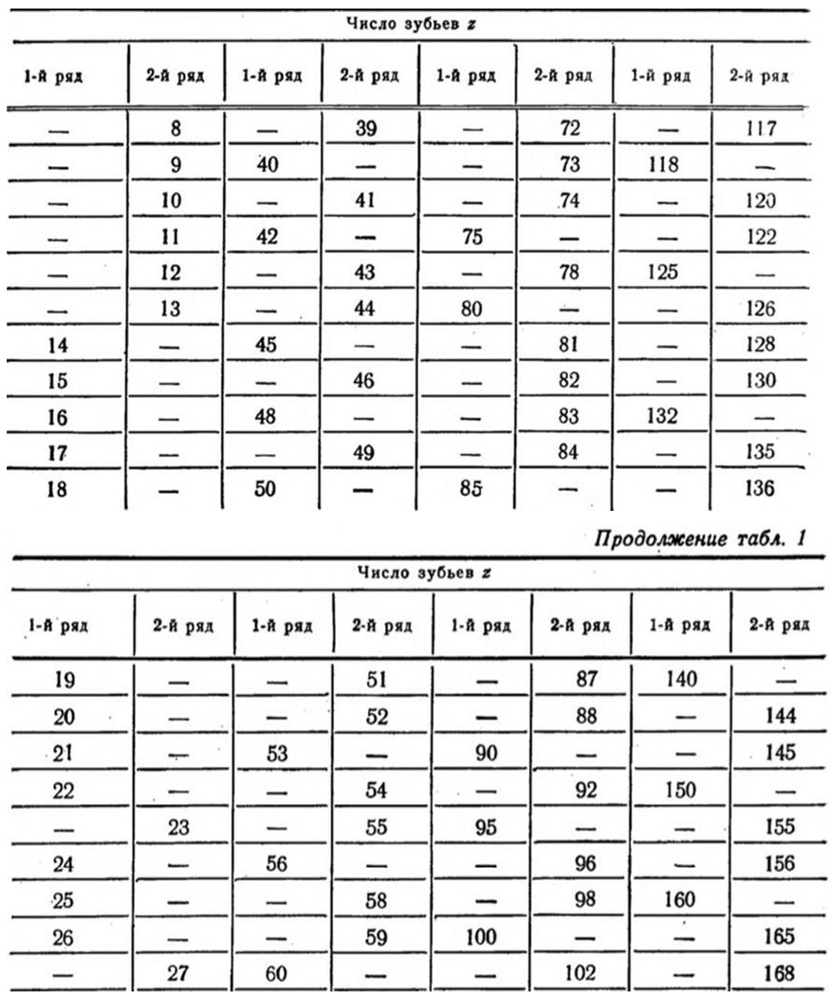 Число зубьев z
1-й ряд 2-й ряд 1-й ряд 2-й ряд 1-й ряд 2-й ряд 1-й ряд 2-й ряд
— 8 — 39 — 72 — 117
— 9 40 — — 73 118 —
— 10 — 41 — 74 — 120
— 11 42 — 75 — — 122
— 12 — 43 — 78 125 —
— 13 — 44 80 — — 126
14 — 45 — — 81 — 128
15 — — 46 — 82 — 130
16 — 48 — — 83 132 —
17 — — 49 — 84 — 135
18 — 50 — 85 — — 136
Продолжение табл. 1
Число зубьев z
1-й ряд 2-й ряд 1-й ряд 2-й ряд 1-й ряд 2-й ряд 1-й ряд 2-й ряд
19 — — 51 — 87 140 —
20 — — 52 — 88 — 144
21 — 53 — 90 — — 145
22 — — 54 — 92 150 —
— 23 — 55 95 — — 155
24 — 56 — — 96 — 156
25 — — 58 — 98 160 —
26 — — 59 100 — — 165
— 27 60 — — 102 — 168